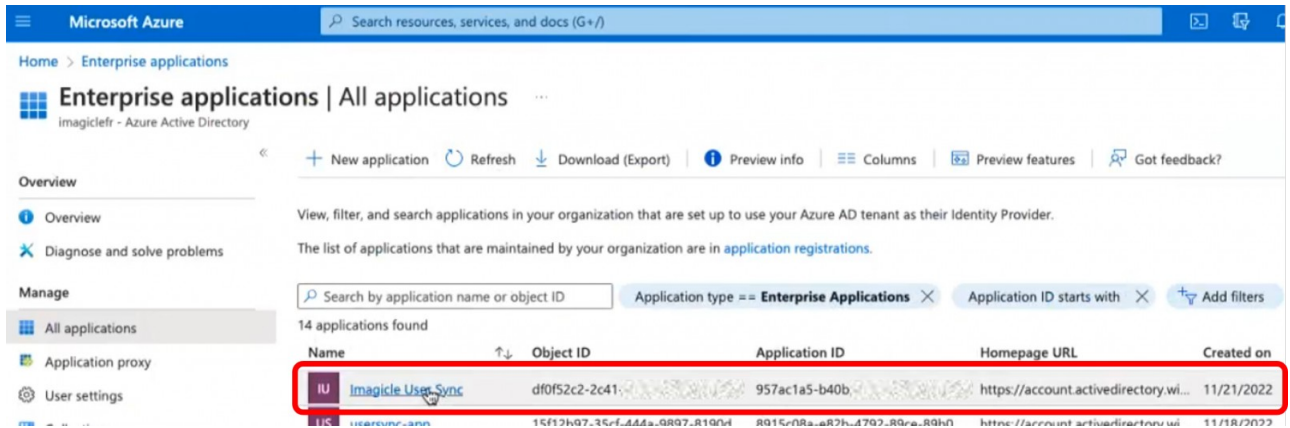 Microsoft Azure
Search resources, services, and docs (G+/)
Home > Enterprise applications
Enterprise applications | All applications ...
imaginclefr - Azure Active Directory
+ New application Refresh Download (Export) Preview info Columns Preview features Got feedback?
Overview
Overview
View, filter, and search applications in your organization that are set up to use your Azure AD tenant as their Identity Provider.
Diagnose and solve problems
The list of applications that are maintained by your organization are in application registrations.
Manage
Search by application name or object ID
Application type == Enterprise Applications
Application ID starts with
Add filters
All applications
14 applications found
Application proxy
Name Object ID Application ID Homepage URL Created on
User settings
IU Imagicle User Sync df0f52c2-2c41- 957ac1a5-b40b https://account.activedirectory.wi... 11/21/2022
US usersync-app 15f12b97-35cf-444a-9897-8190d 8915c08a-e82b-4792-89ce-89b0 https://account.activedirectory.wi 11/18/2022